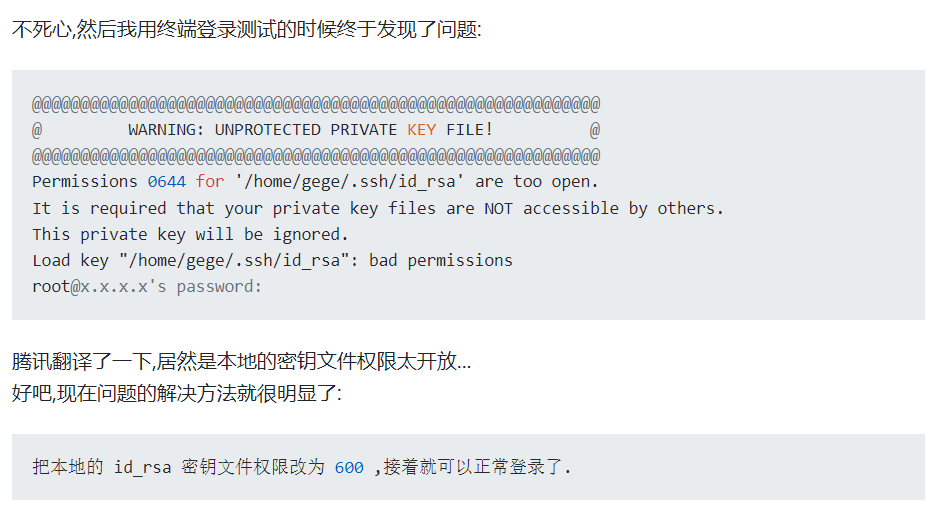 不死心,然后我用终端登录测试的时候终于发现了问题:
@@@@@@@@@@@@@@@@@@@@@@@@@@@@@@@@@@@@@@@@@@@@@@@@@@@@@@@@@@@
@         WARNING: UNPROTECTED PRIVATE KEY FILE!          @
@@@@@@@@@@@@@@@@@@@@@@@@@@@@@@@@@@@@@@@@@@@@@@@@@@@@@@@@@@@
Permissions 0644 for '/home/gege/.ssh/id_rsa' are too open.
It is required that your private key files are NOT accessible by others.
This private key will be ignored.
Load key "/home/gege/.ssh/id_rsa": bad permissions
root@x.x.x.x's password:
腾讯翻译了一下,居然是本地的密钥文件权限太开放...
好吧,现在问题的解决方法就很明显了:
把本地的 id_rsa 密钥文件权限改为 600 ,接着就可以正常登录了.